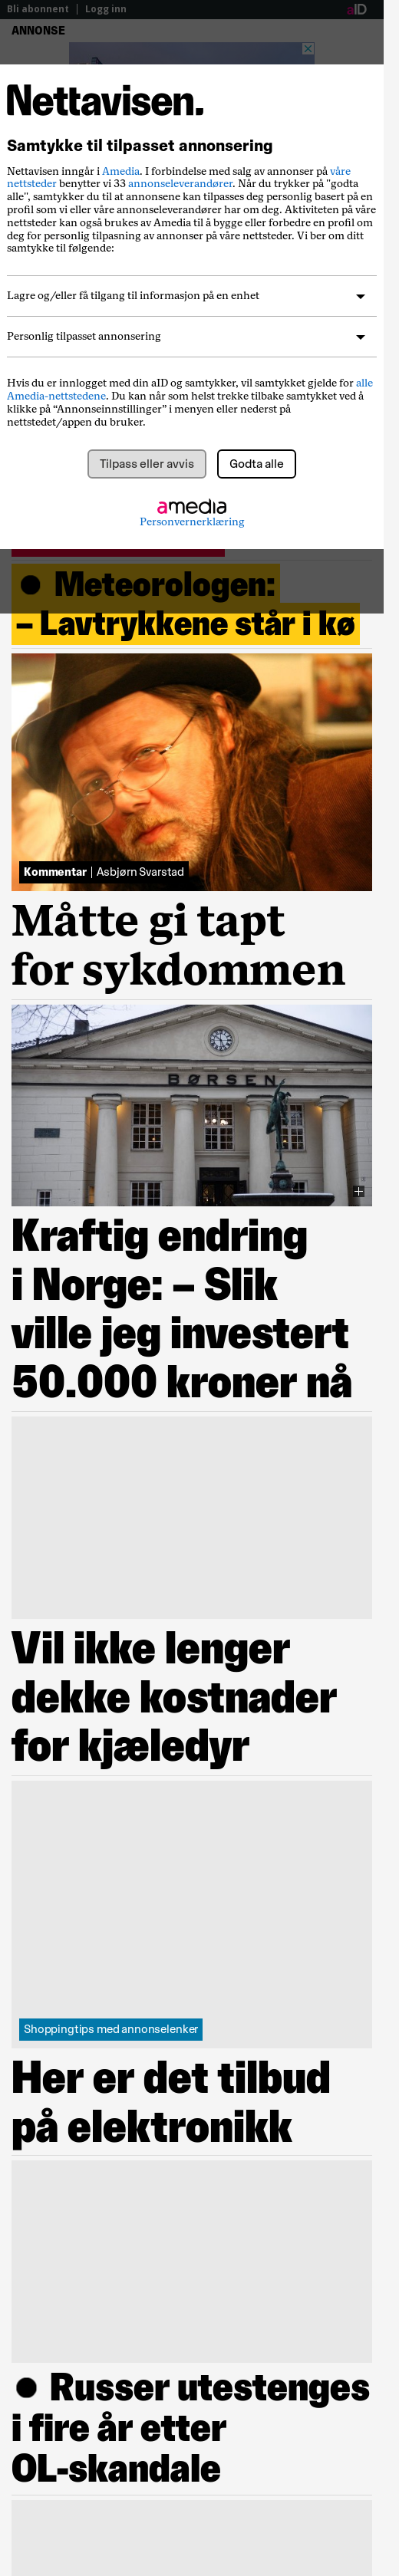 Bli abonnent | Logg inn
aID
ANNONSE
Nettavisen.
Samtykke til tilpasset annonsering
Nettavisen inngår i Amedia. I forbindelse med salg av annonser på våre
nettsteder benytter vi 33 annonseleverandører. Når du trykker på "godta
alle", samtykker du til at annonsene kan tilpasses deg personlig basert på en
profil som vi eller våre annonseleverandører har om deg. Aktiviteten på våre
nettsteder kan også brukes av Amedia til å bygge eller forbedre en profil om
deg for personlig tilpasning av annonser på våre nettsteder. Vi ber om ditt
samtykke til følgende:
Lagre og/eller få tilgang til informasjon på en enhet
Personlig tilpasset annonsering
Hvis du er innlogget med din aID og samtykker, vil samtykket gjelde for alle
Amedia-nettstedene. Du kan når som helst trekke tilbake samtykket ved å
klikke på “Annonseinnstillinger” i menyen eller nederst på
nettstedet/appen du bruker.
Tilpass eller avvis
Godta alle
amedia
Personvernerklæring
● Meteorologen:
– Lavtrykkene står i kø
Kommentar | Asbjørn Svarstad
Måtte gi tapt
for sykdommen
BØRSEN
Kraftig endring
i Norge: – Slik
ville jeg investert
50.000 kroner nå
Vil ikke lenger
dekke kostnader
for kjæledyr
Shoppingtips med annonselenker
Her er det tilbud
på elektronikk
● Russer utestenges
i fire år etter
OL-skandale